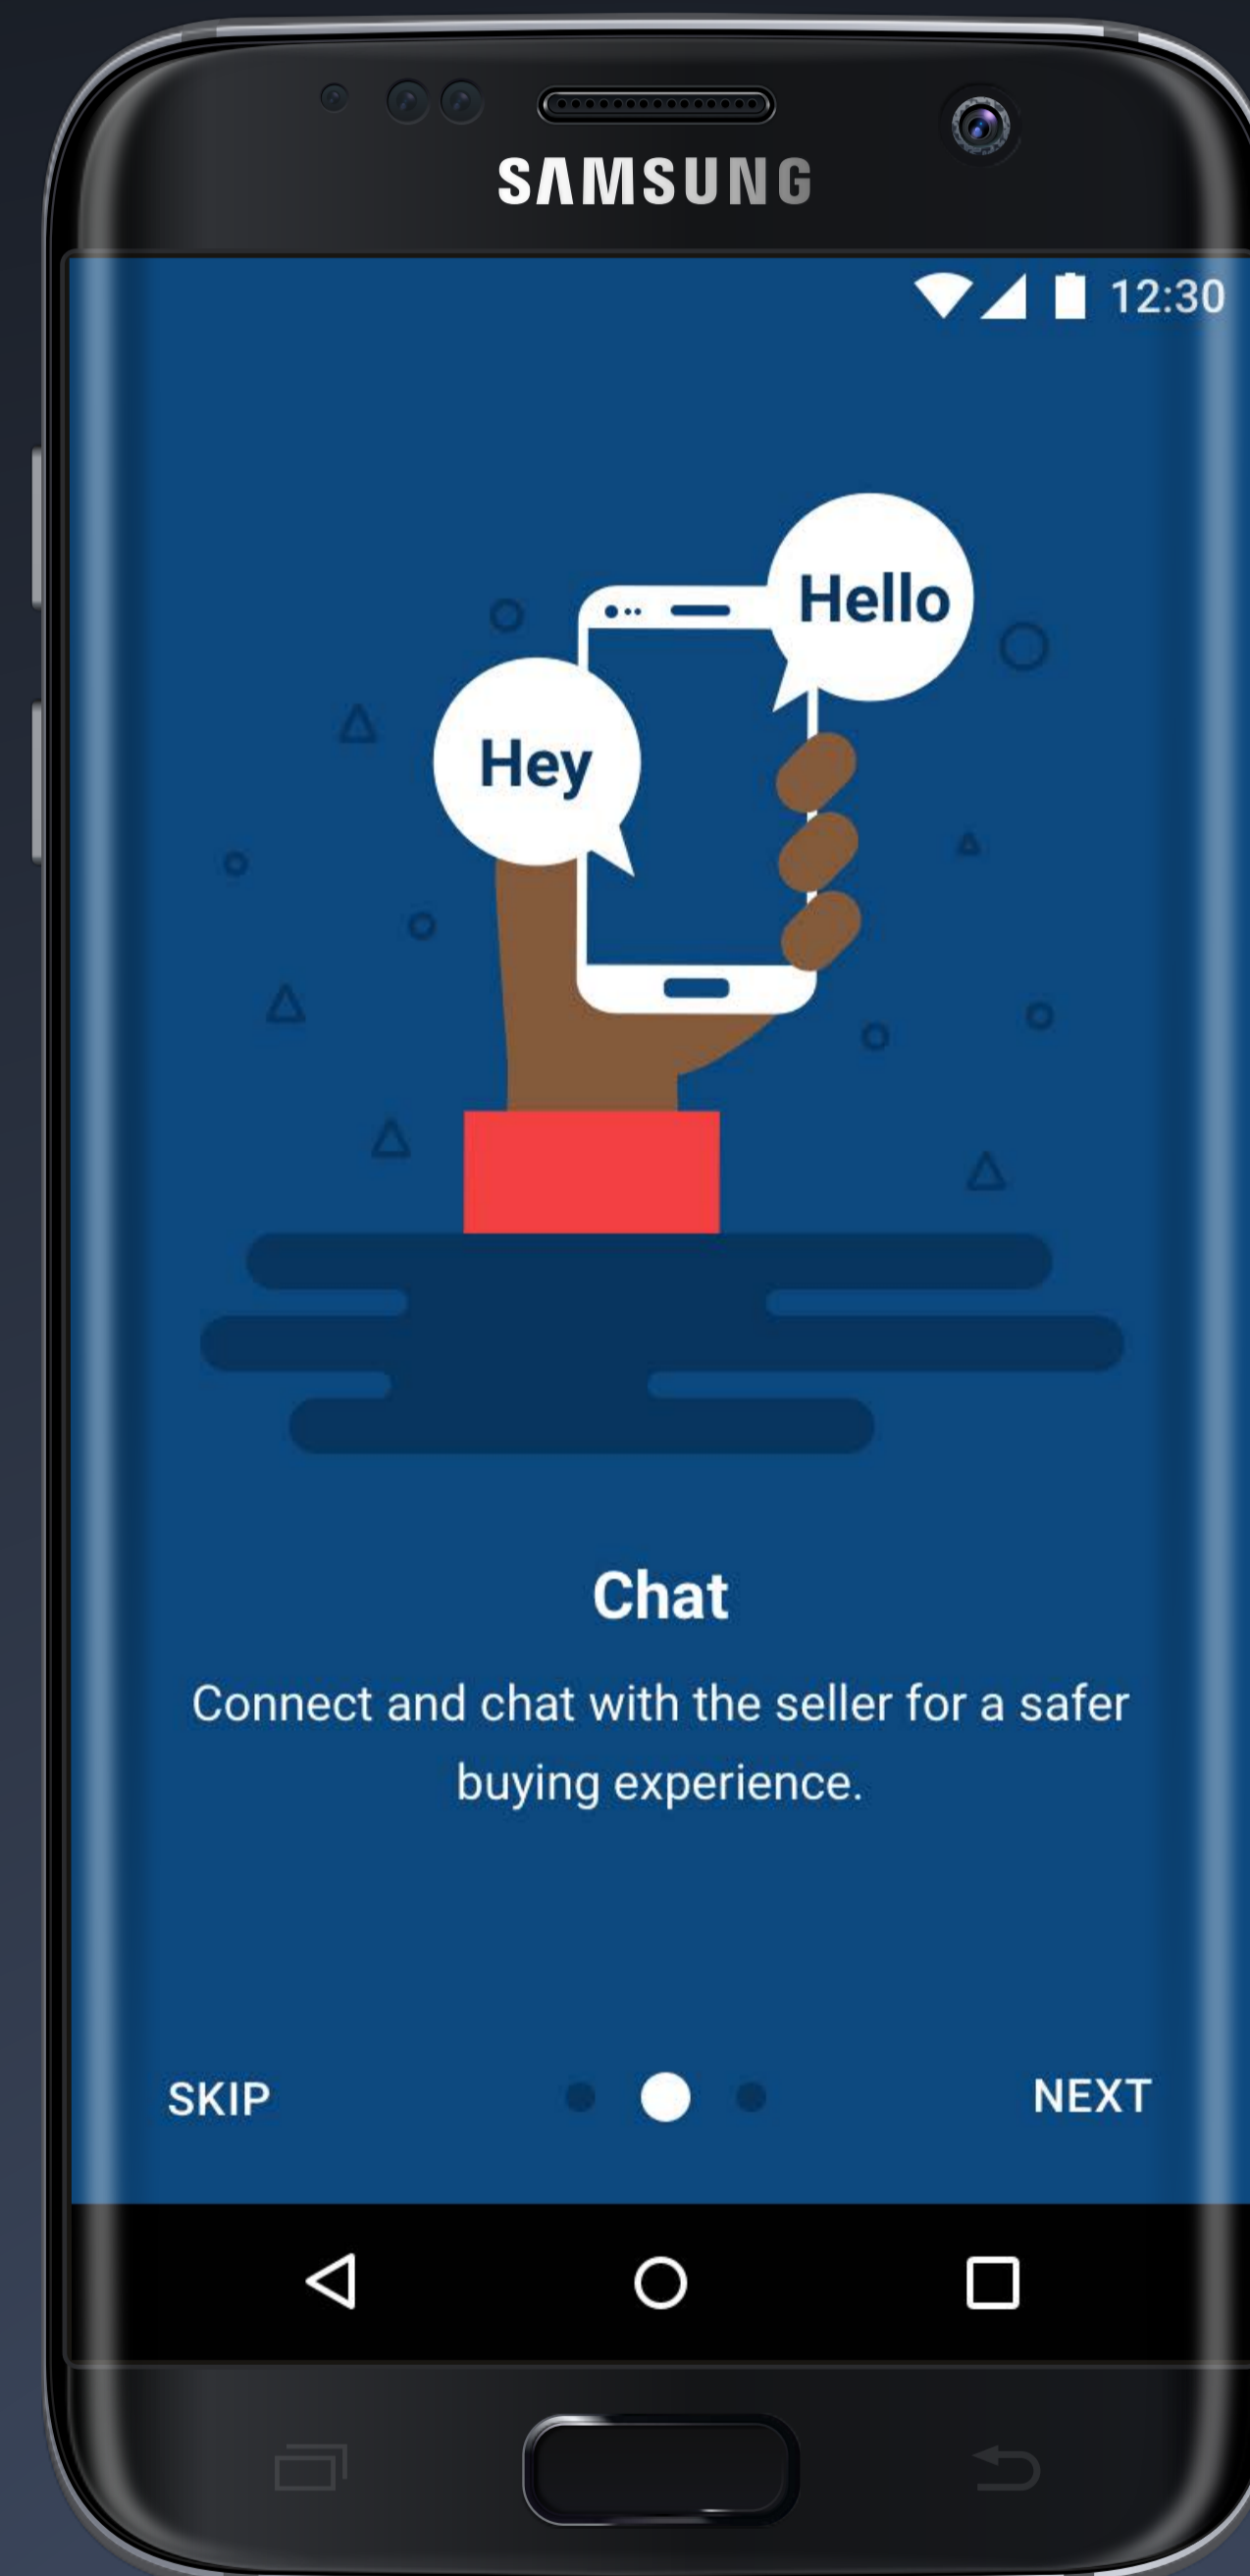 SAMSUNG
12:30
Hello
Hey
Chat
Connect and chat with the seller for a safer
buying experience.
SKIP
NEXT